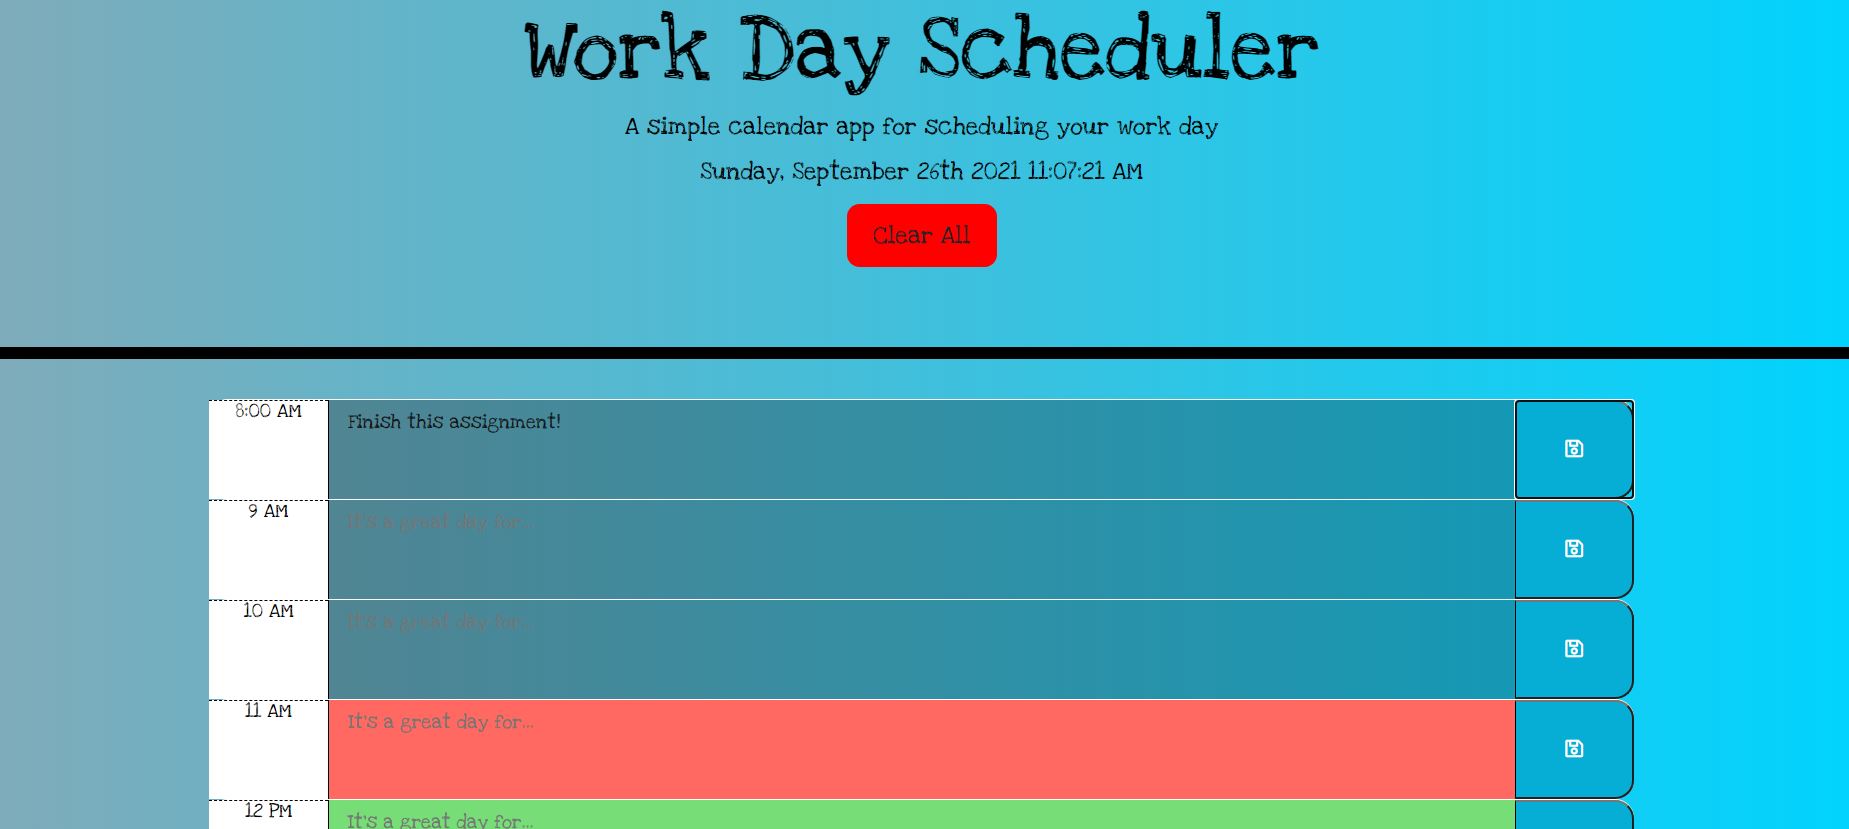 Work Day Scheduler
A simple calendar app for scheduling your work day
Sunday, September 26th 2021 11:07:21 AM
Clear All
8:00 AM
Finish this assignment!
9 AM
It's a great day for...
10 AM
It's a great day for...
11 AM
It's a great day for...
12 PM
It's a great day for...